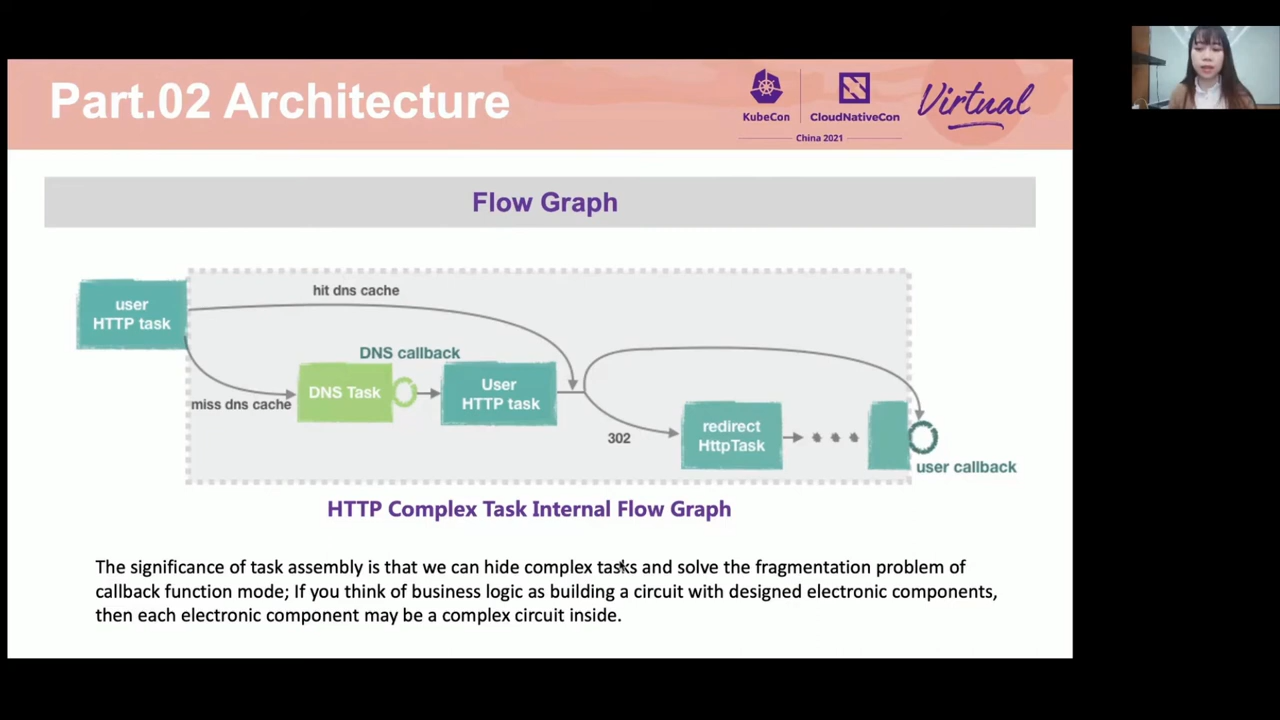 Part.02 Architecture
KubeCon
CloudNativeCon
China 2021
Virtual
Flow Graph
user
HTTP task
hit dns cache
DNS callback
miss dns cache
DNS Task
User
HTTP task
302
redirect
HttpTask
user callback
HTTP Complex Task Internal Flow Graph
The significance of task assembly is that we can hide complex tasks and solve the fragmentation problem of
callback function mode; If you think of business logic as building a circuit with designed electronic components,
then each electronic component may be a complex circuit inside.